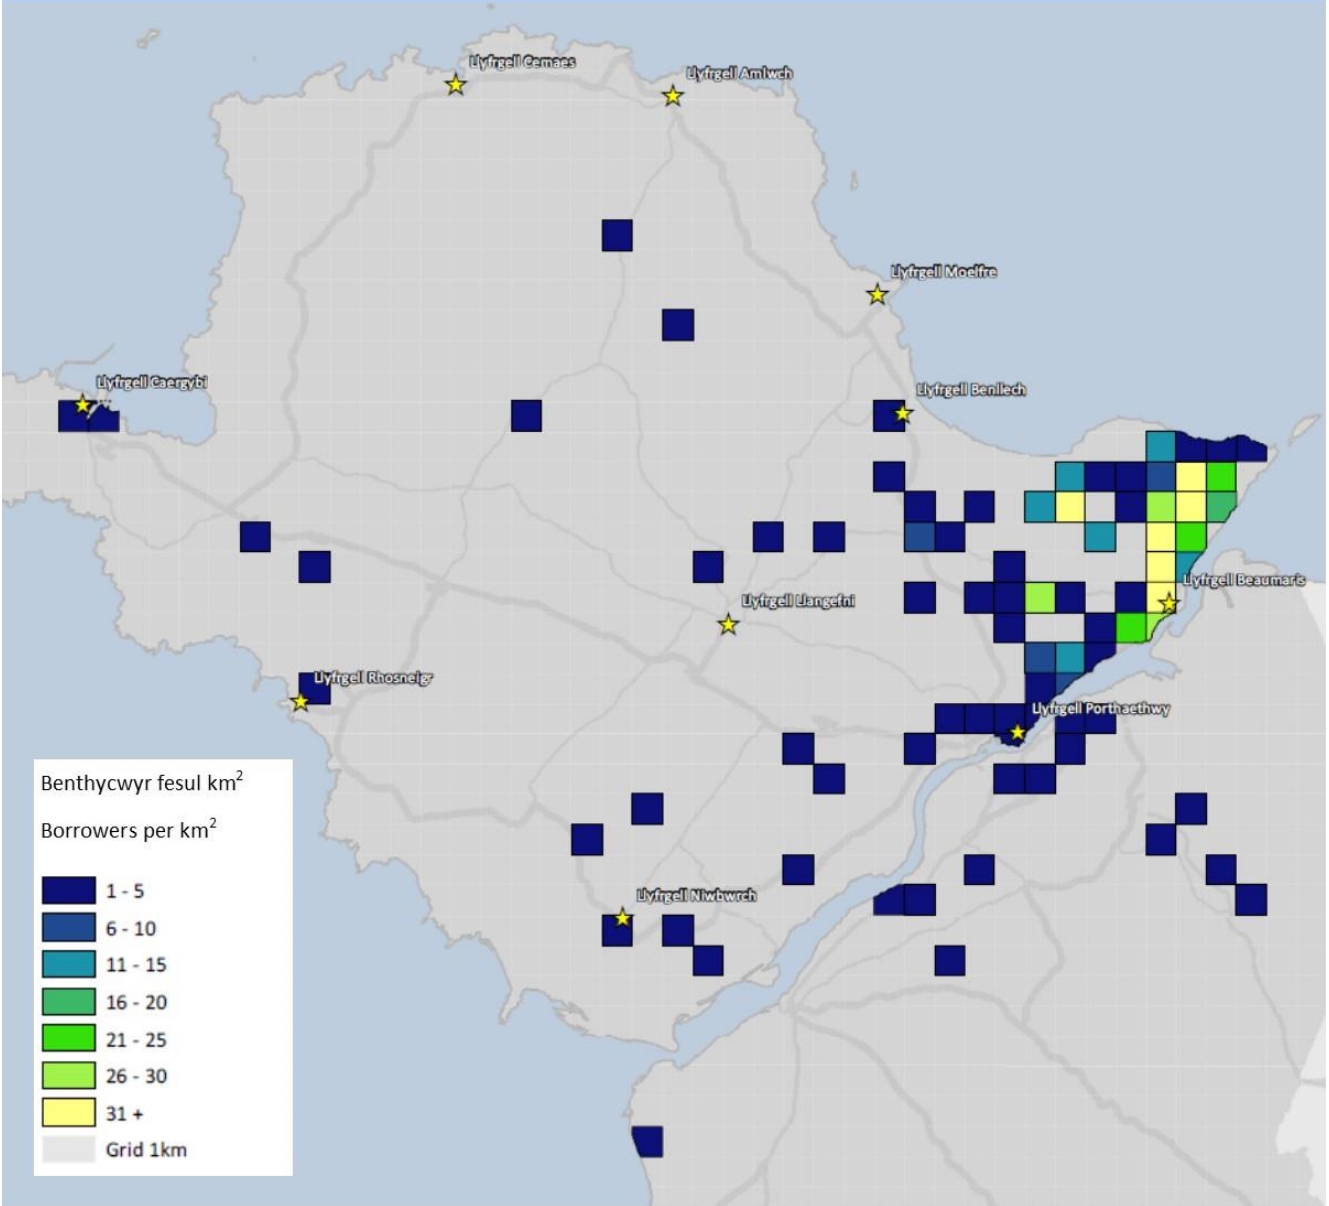 Llyfrgell Cemaes
Llyfrgell Amlwch
Llyfrgell Moelfre
Llyfrgell Caergybi
Llyfrgell Benllech
Llyfrgell Beaumaris
Llyfrgell Llangefni
Llyfrgell Rhosneigr
Llyfrgell Porthaethwy
Llyfrgell Niwbwrch
Benthycwyr fesul km²
Borrowers per km²
1 - 5
6 - 10
11 - 15
16 - 20
21 - 25
26 - 30
31 +
Grid 1km